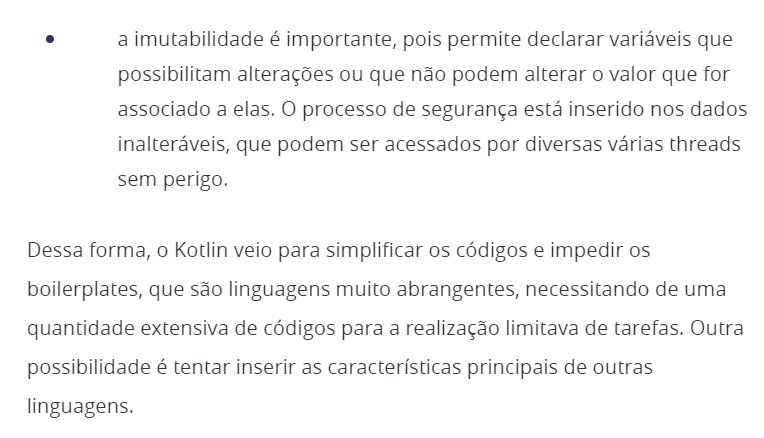 • a imutabilidade é importante, pois permite declarar variáveis que
possibilitam alterações ou que não podem alterar o valor que for
associado a elas. O processo de segurança está inserido nos dados
inalteráveis, que podem ser acessados por diversas várias threads
sem perigo.
Dessa forma, o Kotlin veio para simplificar os códigos e impedir os
boilerplates, que são linguagens muito abrangentes, necessitando de uma
quantidade extensiva de códigos para a realização limitava de tarefas. Outra
possibilidade é tentar inserir as características principais de outras
linguagens.